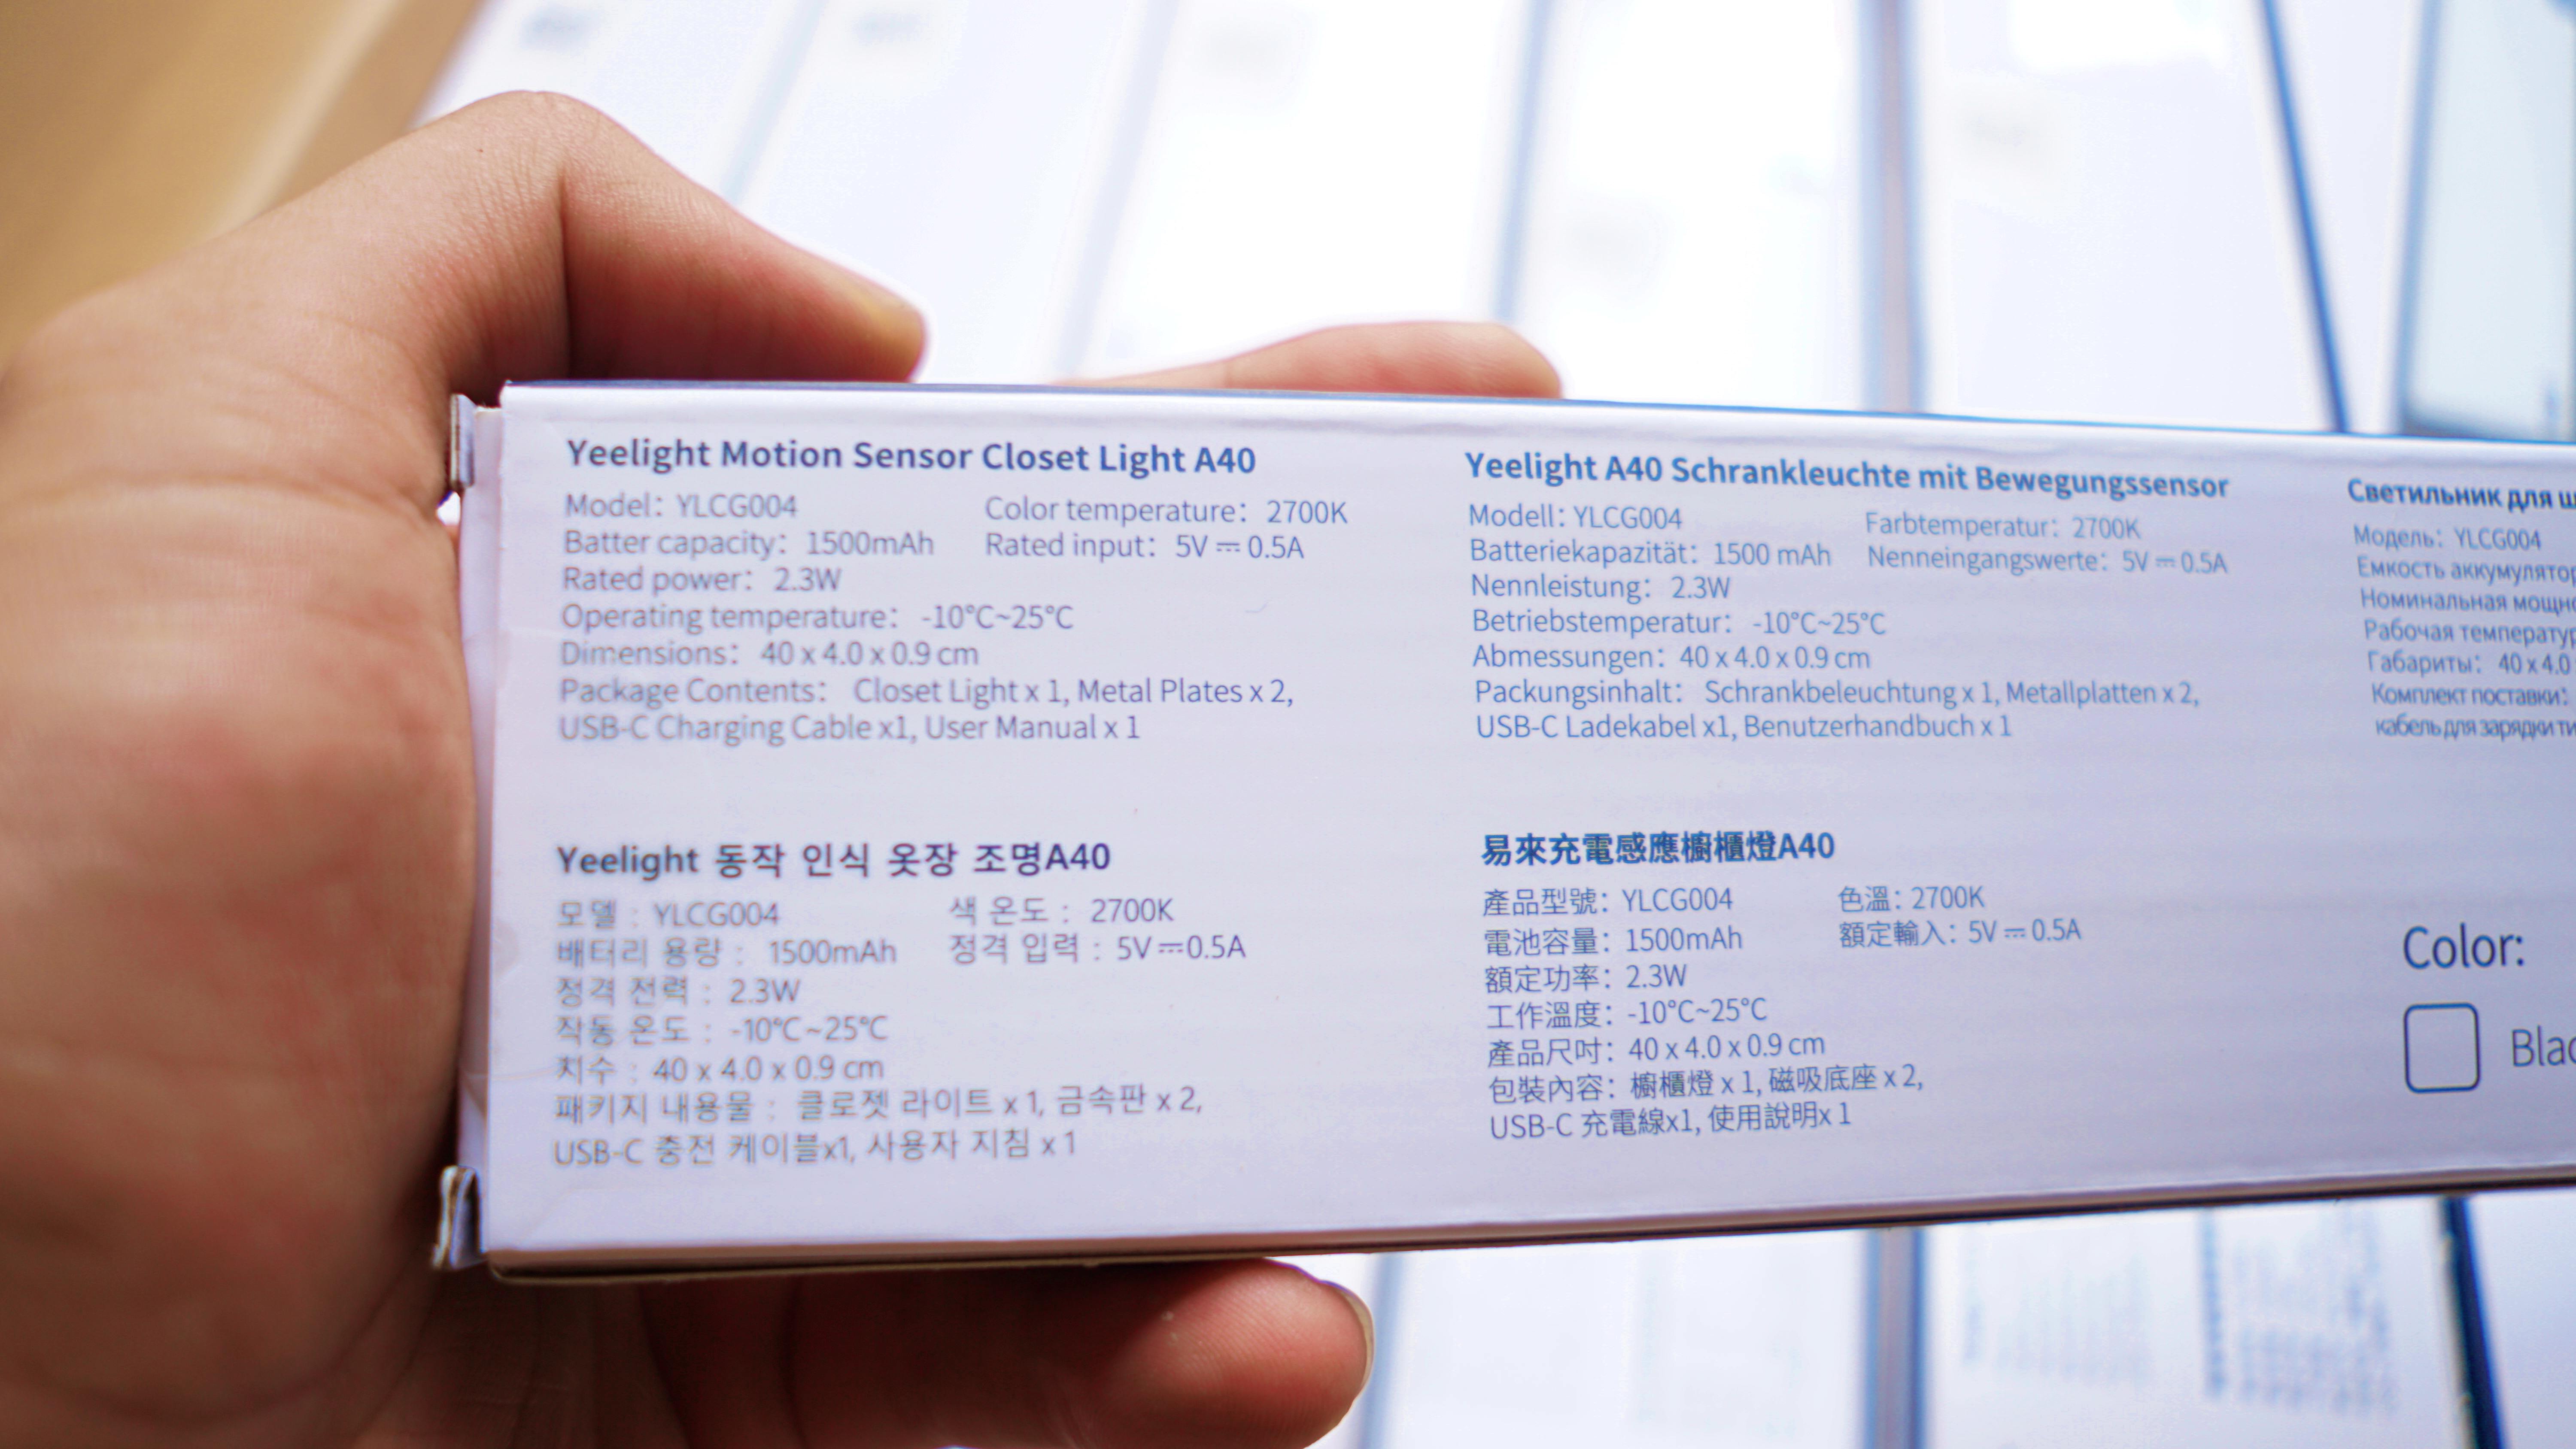 Yeelight Motion Sensor Closet Light A40
Model: YLCG004 Color temperature: 2700K
Batter capacity: 1500mAh Rated input: 5V ⎓ 0.5A
Rated power: 2.3W
Operating temperature: -10°C~25°C
Dimensions: 40 x 4.0 x 0.9 cm
Package Contents: Closet Light x 1, Metal Plates x 2,
USB-C Charging Cable x1, User Manual x 1
Yeelight A40 Schrankleuchte mit Bewegungssensor
Modell: YLCG004 Farbtemperatur: 2700K
Batteriekapazität: 1500 mAh Nenneingangswerte: 5V ⎓ 0.5A
Nennleistung: 2.3W
Betriebstemperatur: -10°C~25°C
Abmessungen: 40 x 4.0 x 0.9 cm
Packungsinhalt: Schrankbeleuchtung x 1, Metallplatten x 2,
USB-C Ladekabel x1, Benutzerhandbuch x 1
Светильник для
Модель: YLCG004
Емкость
Номинальная
Рабочая
Габариты: 40 x 4.0
Комплект поставки:
кабель для зарядки
Yeelight 동작 인식 옷장 조명A40
모델 : YLCG004 색 온도 : 2700K
배터리 용량 : 1500mAh 정격 입력 : 5V⎓0.5A
정격 전력 : 2.3W
작동 온도 : -10°C~25°C
치수 : 40 x 4.0 x 0.9 cm
패키지 내용물 : 클로젯 라이트 x 1, 금속판 x 2,
USB-C 충전 케이블x1, 사용자 지침 x 1
易來充電感應櫥櫃燈A40
產品型號: YLCG004 色溫: 2700K
電池容量: 1500mAh 額定輸入: 5V ⎓ 0.5A
額定功率: 2.3W
工作溫度: -10°C~25°C
產品尺吋: 40 x 4.0 x 0.9 cm
包裝內容: 櫥櫃燈 x 1, 磁吸底座 x 2,
USB-C 充電線x1, 使用說明x 1
Color: